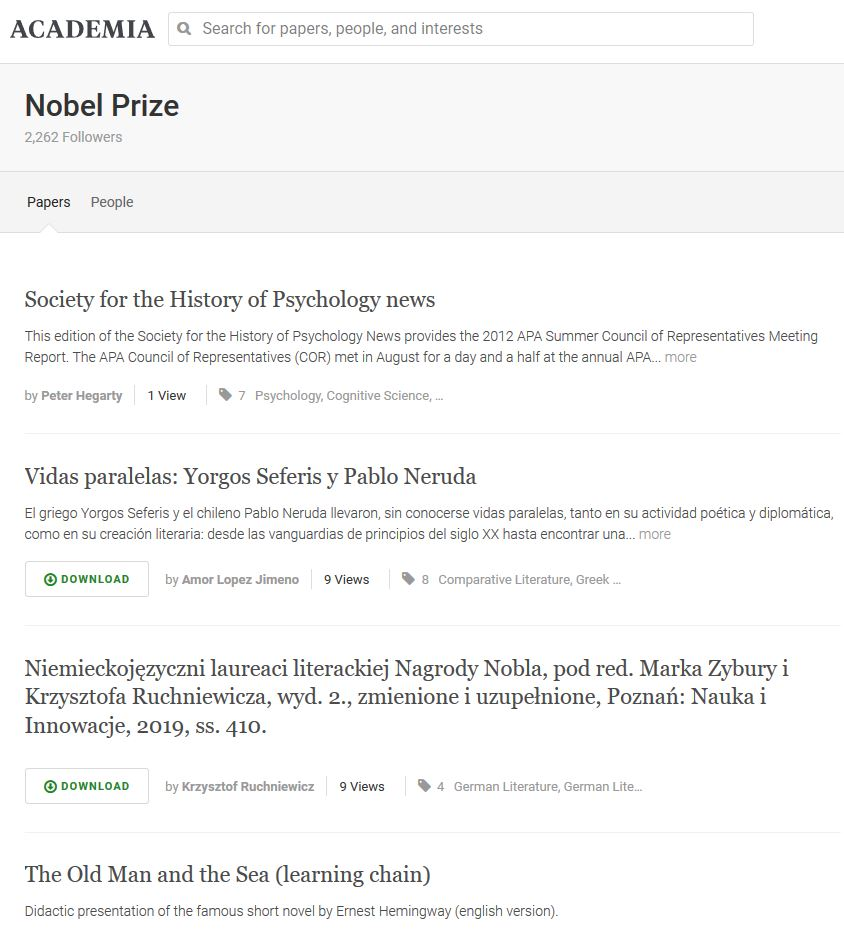 ACADEMIA
Search for papers, people, and interests
Nobel Prize
2,262 Followers
Papers People
Society for the History of Psychology news
This edition of the Society for the History of Psychology News provides the 2012 APA Summer Council of Representatives Meeting
Report. The APA Council of Representatives (COR) met in August for a day and a half at the annual APA... more
by Peter Hegarty 1 View 7 Psychology, Cognitive Science, ...
Vidas paralelas: Yorgos Seferis y Pablo Neruda
El griego Yorgos Seferis y el chileno Pablo Neruda llevaron, sin conocerse vidas paralelas, tanto en su actividad poética y diplomática,
como en su creación literaria: desde las vanguardias de principios del siglo XX hasta encontrar una... more
DOWNLOAD by Amor Lopez Jimeno 9 Views 8 Comparative Literature, Greek ...
Niemieckojęzyczni laureaci literackiej Nagrody Nobla, pod red. Marka Zybury i
Krzysztofa Ruchniewicza, wyd. 2., zmienione i uzupełnione, Poznań: Nauka i
Innowacje, 2019, ss. 410.
DOWNLOAD by Krzysztof Ruchniewicz 9 Views 4 German Literature, German Lite...
The Old Man and the Sea (learning chain)
Didactic presentation of the famous short novel by Ernest Hemingway (english version).